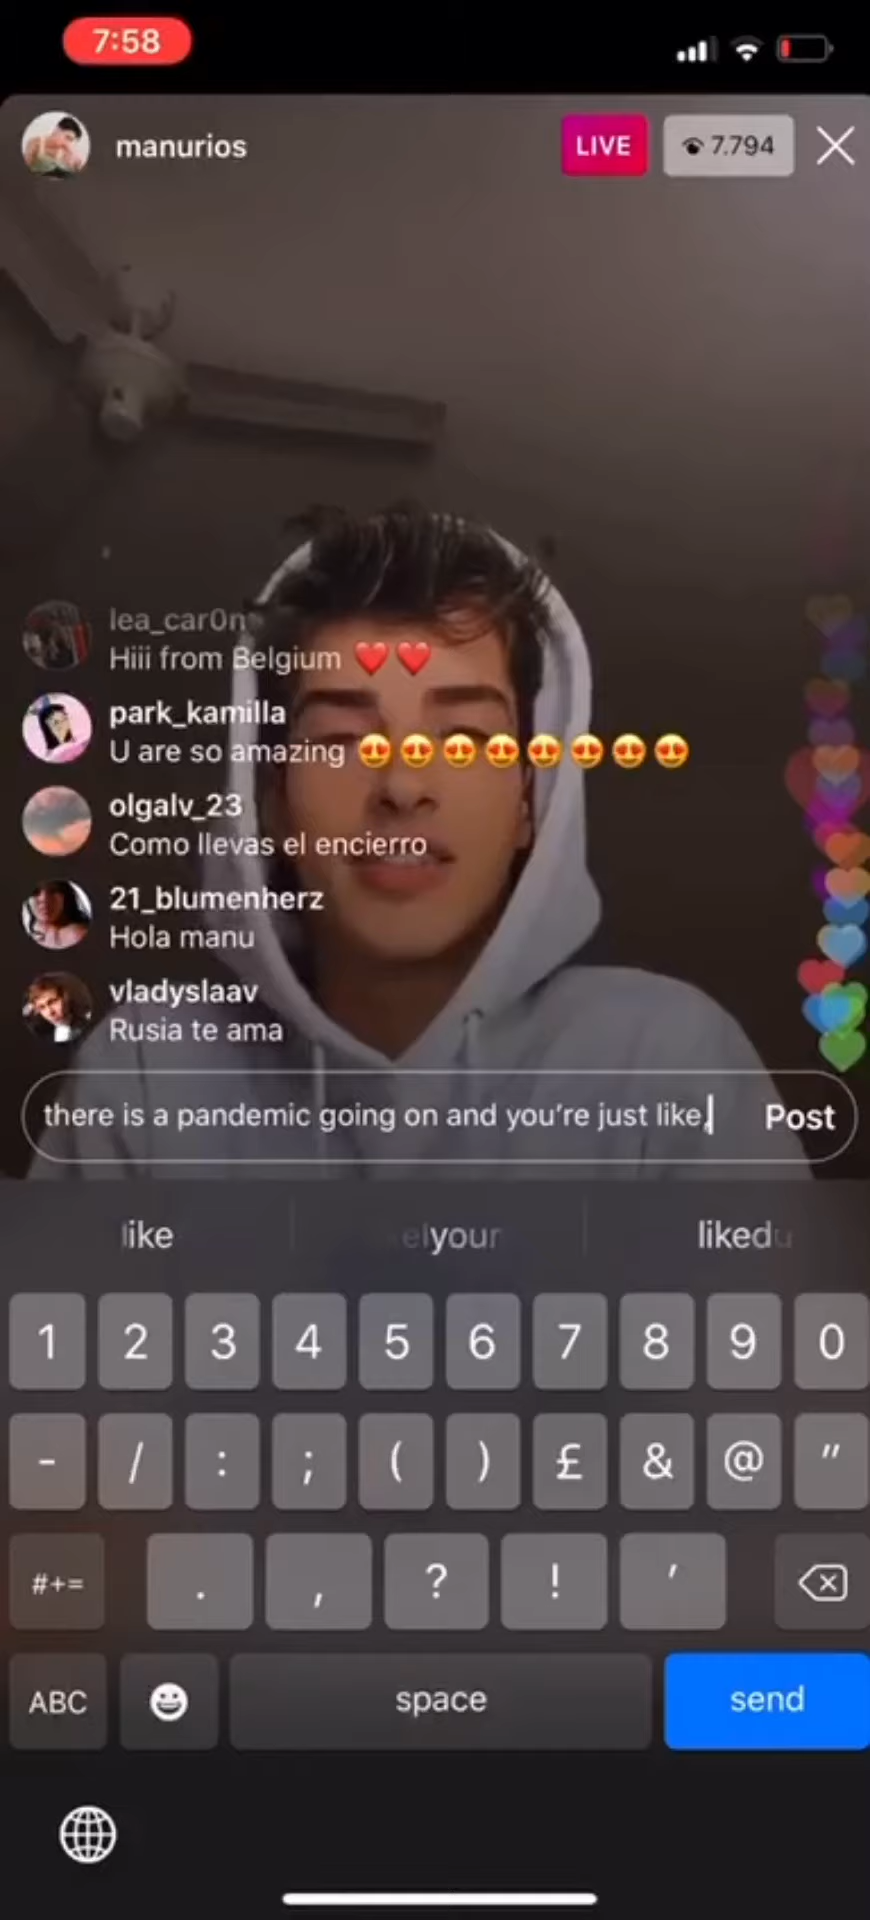 7:58
manurios
LIVE
7.794
lea_car0n
Hiii from Belgium ❤️❤️
park_kamilla
U are so amazing 😍😍😍😍😍😍😍😍
olgalv_23
Como llevas el encierro
21_blumenherz
Hola manu
vladyslaav
Rusia te ama
there is a pandemic going on and you’re just like,
Post
like your liked
1 2 3 4 5 6 7 8 9 0
- / : ; ( ) £ & @ "
#+= . , ? ! '
ABC space send